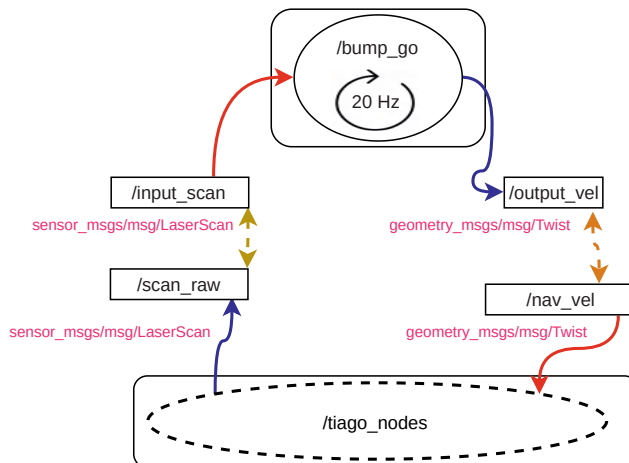 /bump_go
20 Hz
/input_scan
/output_vel
sensor_msgs/msg/LaserScan
geometry_msgs/msg/Twist
/scan_raw
/nav_vel
sensor_msgs/msg/LaserScan
geometry_msgs/msg/Twist
/tiago_nodes